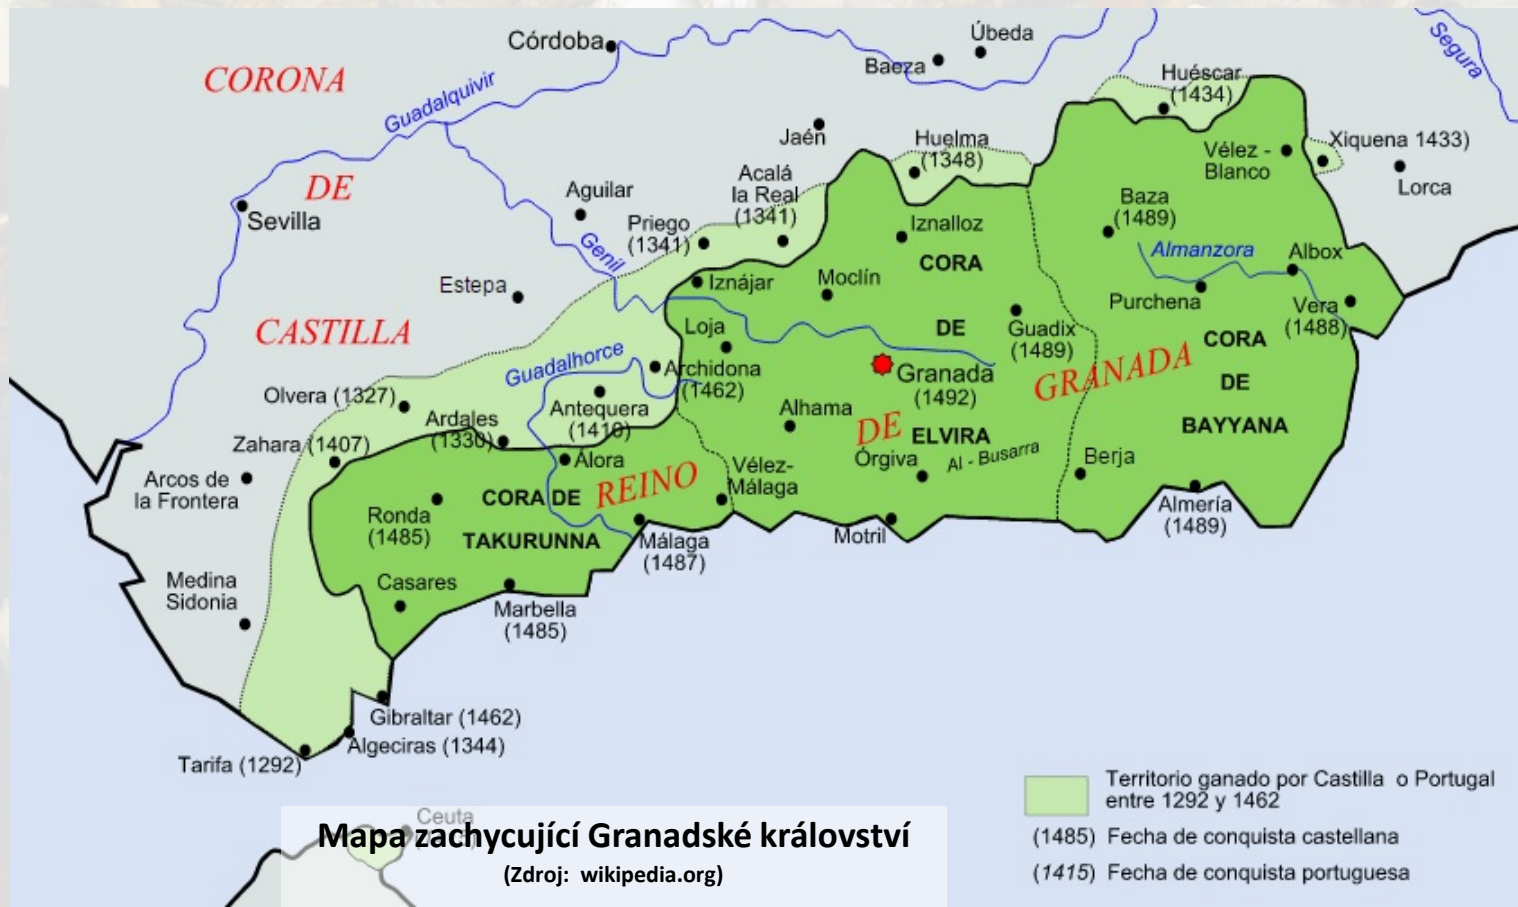 Córdoba
Úbeda
Baeza
Segura
CORONA
Guadalquivir
Huéscar
(1434)
Jaén
Huelma
(1348)
Vélez -
Blanco
Xiquena 1433)
Lorca
DE
Aguilar
Acalá
la Real
(1341)
Sevilla
Priego
(1341)
Genil
Iznalloz
Baza
(1489)
Almanzora
Albox
CORA
Estepa
Iznájar
Moclín
Purchena
Vera
(1488)
CASTILLA
Loja
DE
Guadix
(1489)
CORA
Guadalhorce
Archidona
(1462)
Granada
(1492)
GRANADA
DE
Olvera (1327)
Ardales
(1330)
Antequera
(1410)
Alhama
DE
ELVIRA
BAYYANA
Zahara (1407)
Álora
Órgiva
Al - Busarra
Berja
Arcos de
la Frontera
CORA DE
REINO
Vélez-
Málaga
Ronda
(1485)
TAKURUNNA
Málaga
(1487)
Motril
Almería
(1489)
Medina
Sidonia
Casares
Marbella
(1485)
Gibraltar (1462)
Algeciras (1344)
Tarifa (1292)
Territorio ganado por Castilla o Portugal
entre 1292 y 1462
(1485) Fecha de conquista castellana
(1415) Fecha de conquista portuguesa
Ceuta
Mapa zachycující Granadské království
(Zdroj: wikipedia.org)